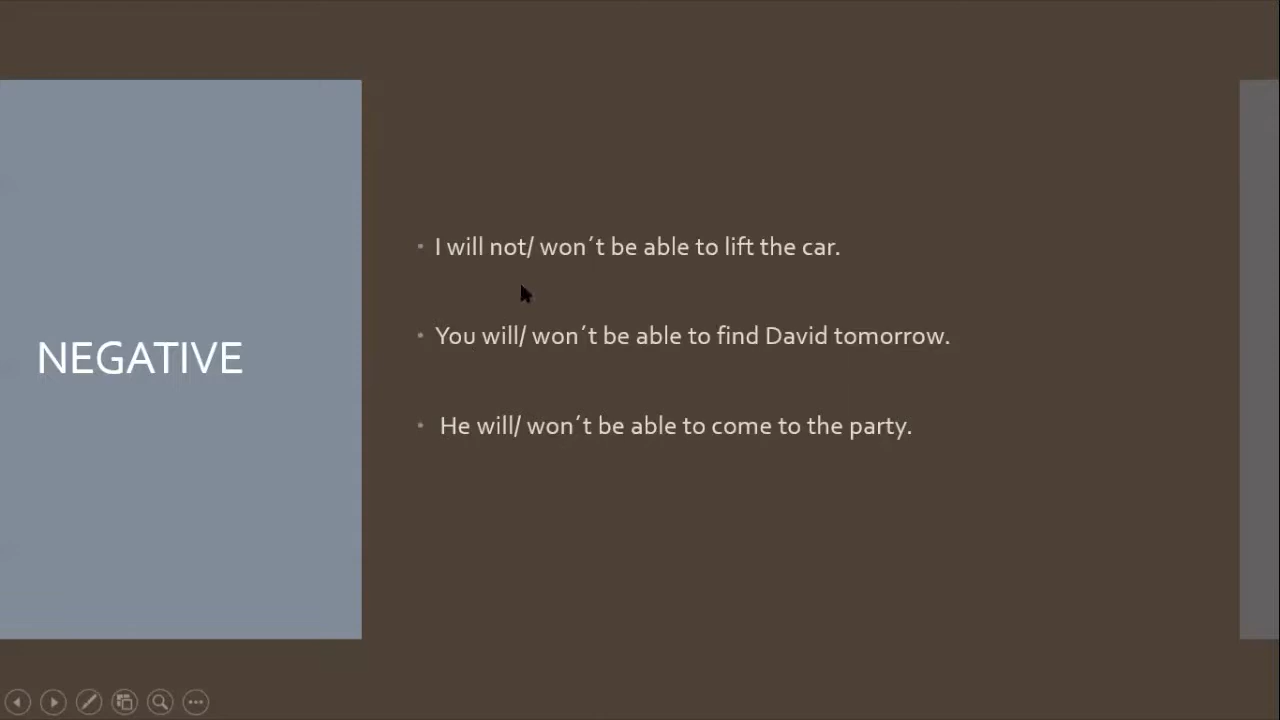 NEGATIVE
• I will not/ won´t be able to lift the car.
• You will/ won´t be able to find David tomorrow.
• He will/ won´t be able to come to the party.